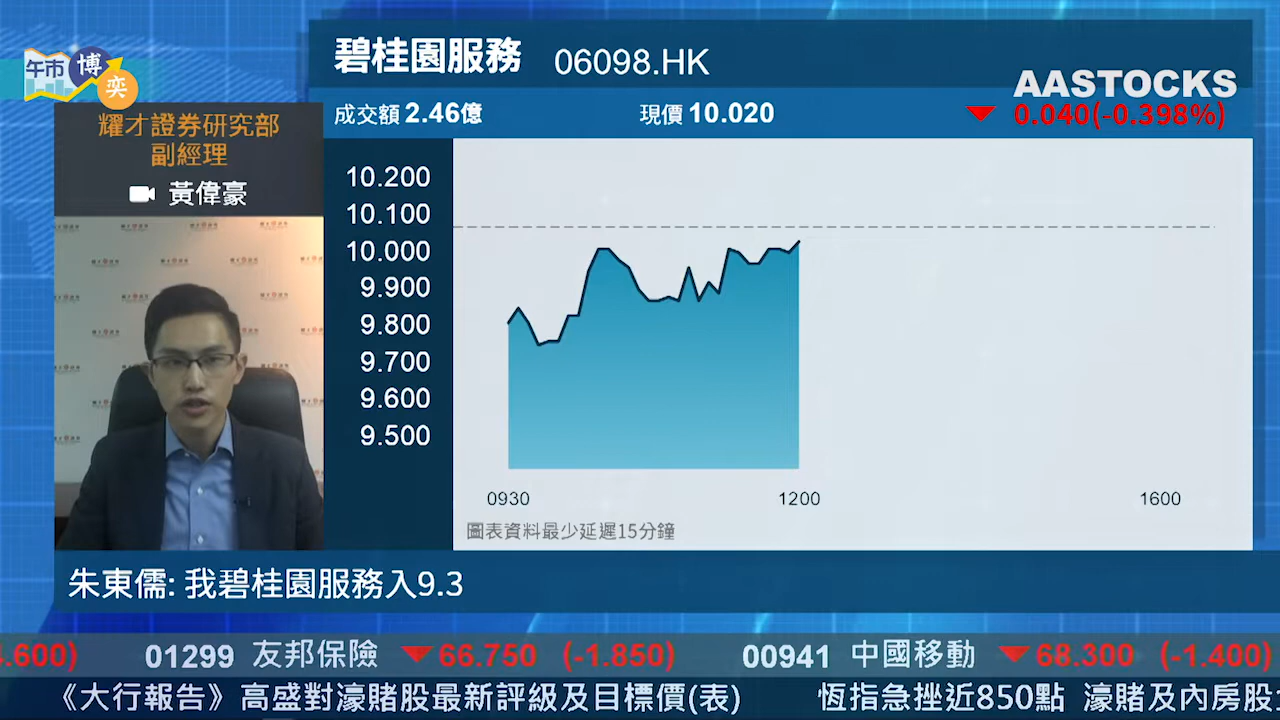 午市博奕
碧桂園服務 06098.HK
AASTOCKS
成交額 2.46億 現價 10.020 0.040(-0.398%)
耀才證券研究部
副經理
黃偉豪
10.200
10.100
10.000
9.900
9.800
9.700
9.600
9.500
0930 1200 1600
圖表資料最少延遲15分鐘
朱東儒: 我碧桂園服務入9.3
.600) 01299 友邦保險 66.750 (-1.850) 00941 中國移動 68.300 (-1.400)
《大行報告》高盛對濠賭股最新評級及目標價(表) 恆指急挫近850點 濠賭及內房股